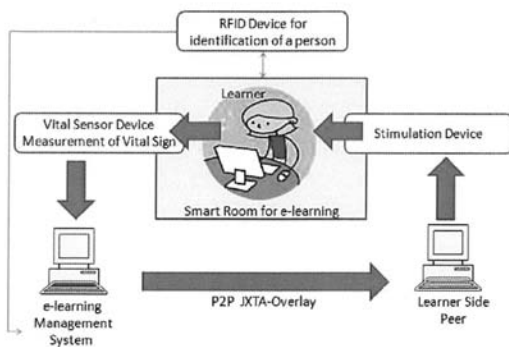 RFID Device for
identification of a person
Learner
Vital Sensor Device
Measurement of Vital Sign
Stimulation Device
Smart Room for e-learning
P2P JXTA-Overlay
e-learning
Management
System
Learner Side
Peer